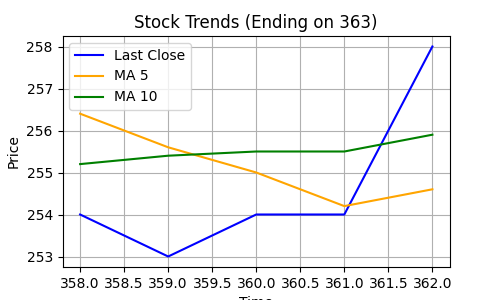 Stock Trends (Ending on 363)
Last Close
MA 5
MA 10
Price
258
257
256
255
254
253
358.0 358.5 359.0 359.5 360.0 360.5 361.0 361.5 362.0
Time